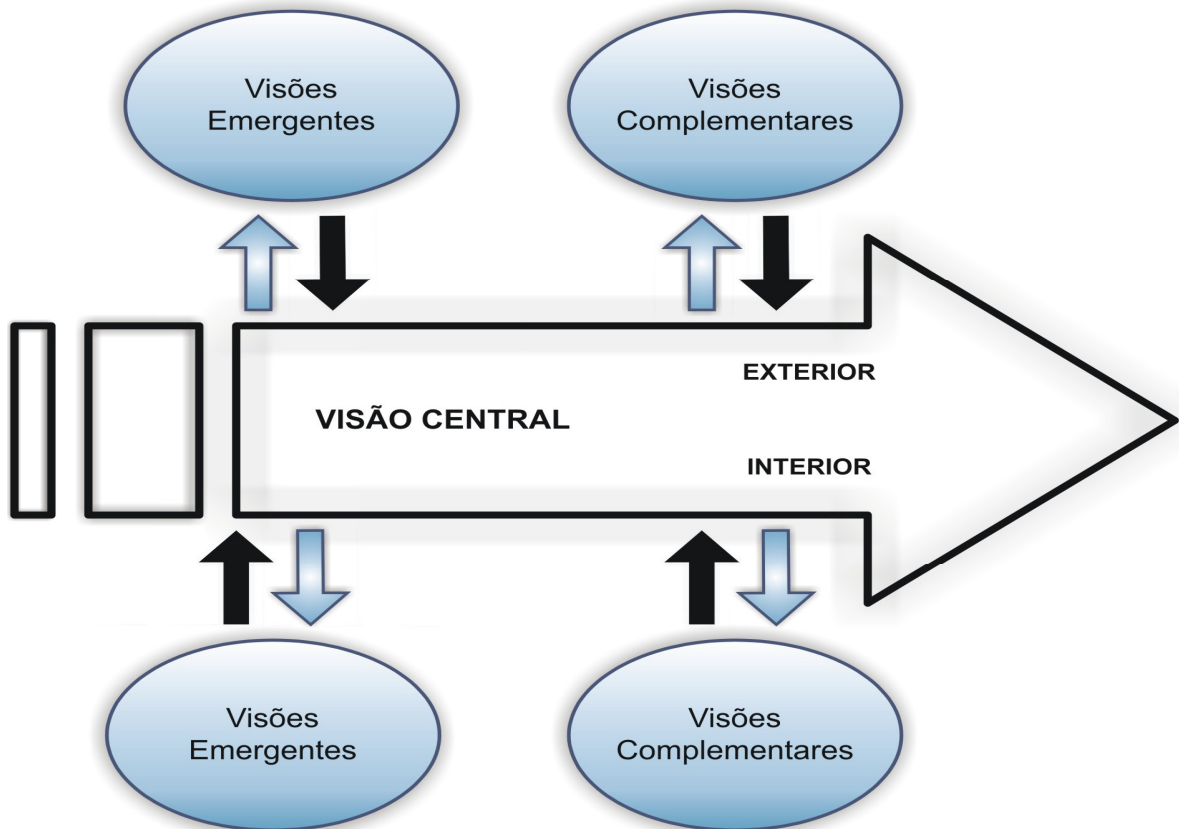 Visões
Emergentes
Visões
Complementares
EXTERIOR
VISÃO CENTRAL
INTERIOR
Visões
Emergentes
Visões
Complementares